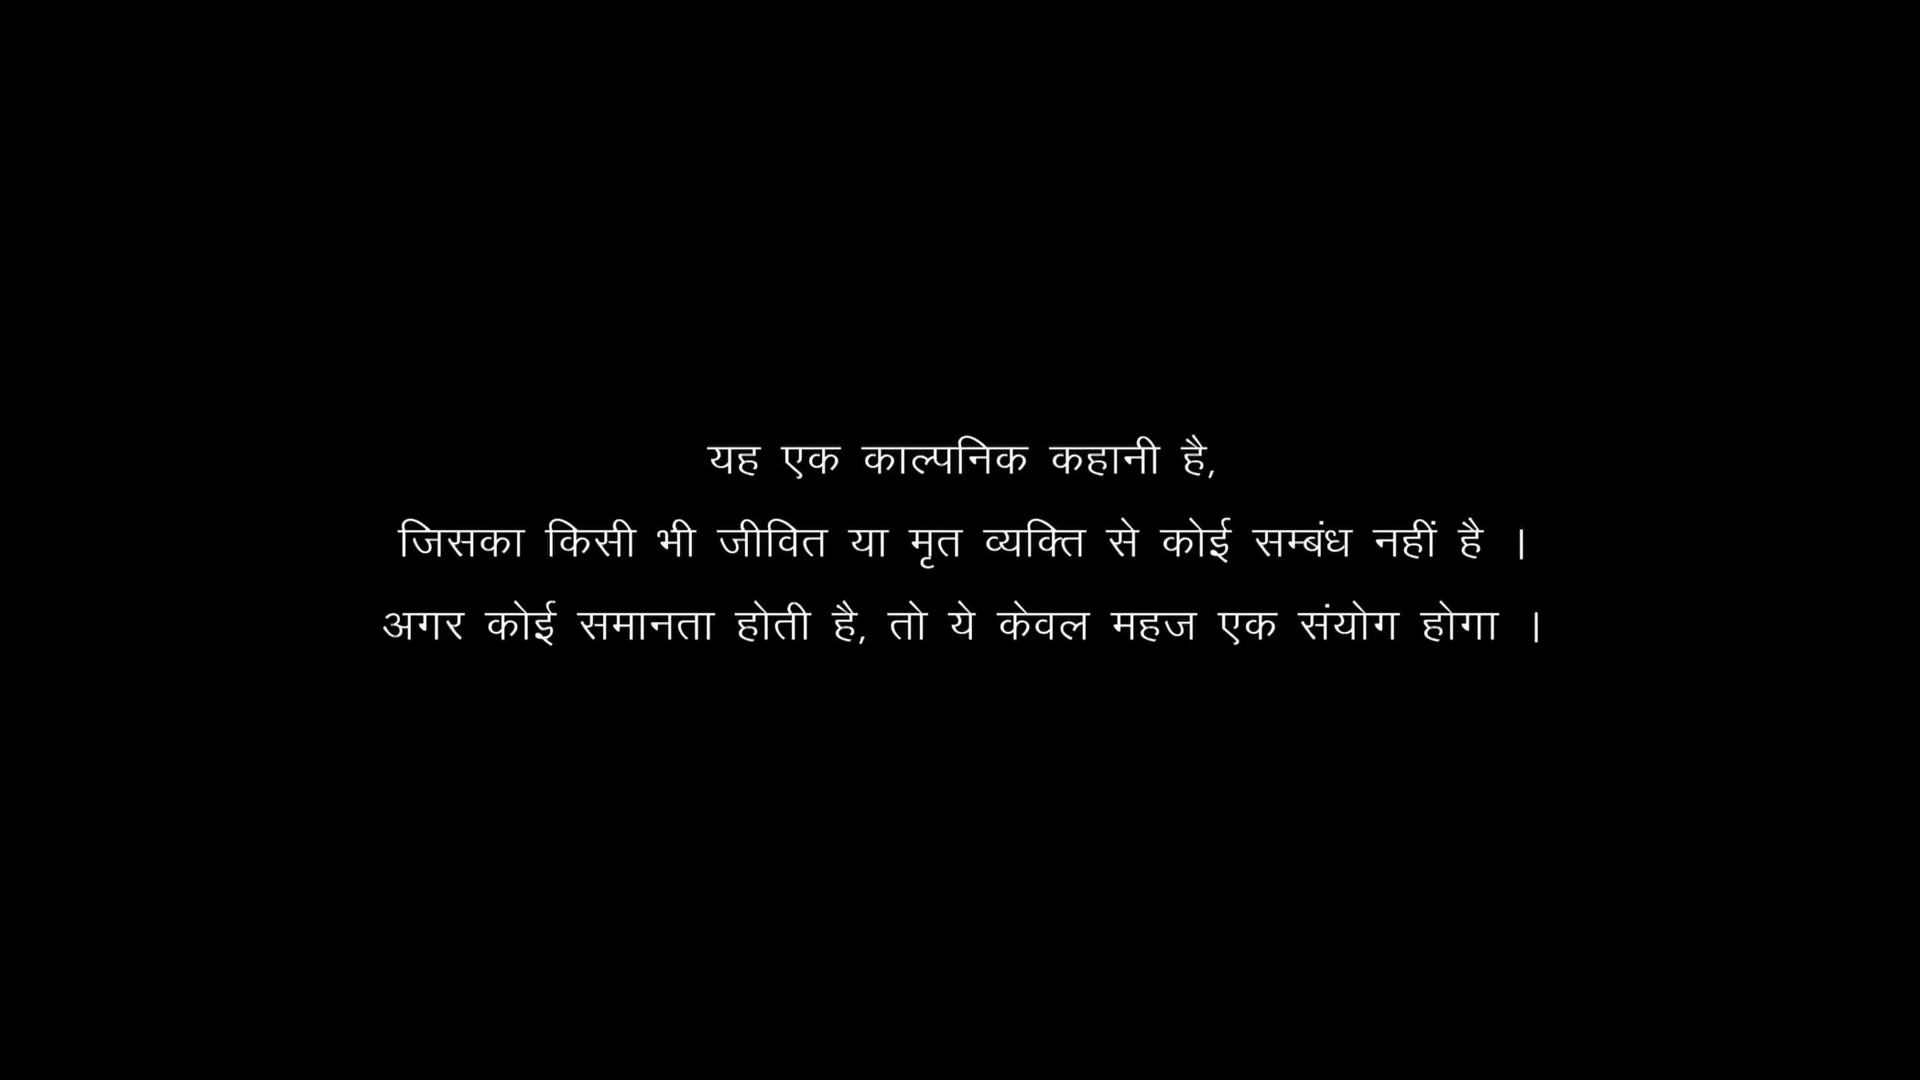 यह एक काल्पनिक कहानी है,
जिसका किसी भी जीवित या मृत व्यक्ति से कोई सम्बंध नहीं है ।
अगर कोई समानता होती है, तो ये केवल महज एक संयोग होगा ।